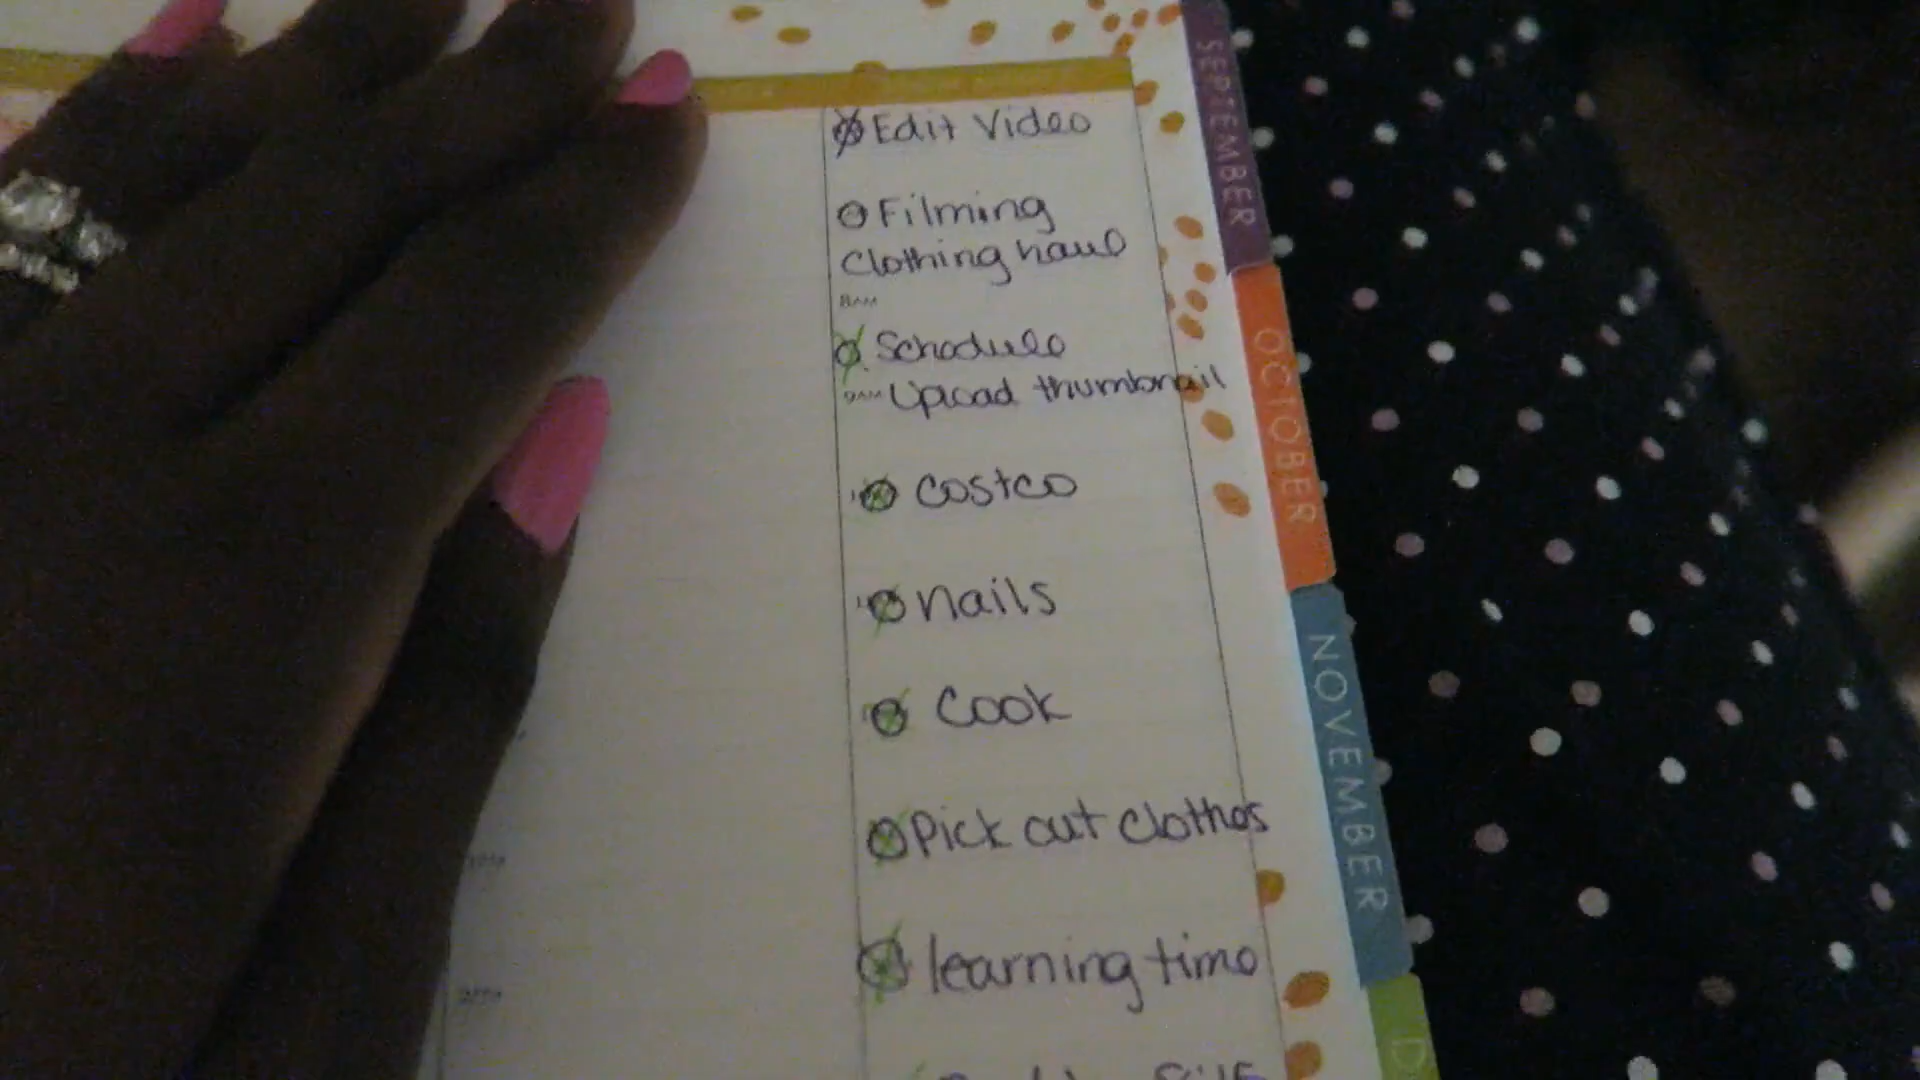 Edit Video
Filming
Clothing haul
8AM
Schedule
9AM Upload thumbnail
Costco
nails
Cook
Pick out clothes
learning time
SEPTEMBER
OCTOBER
NOVEMBER
D